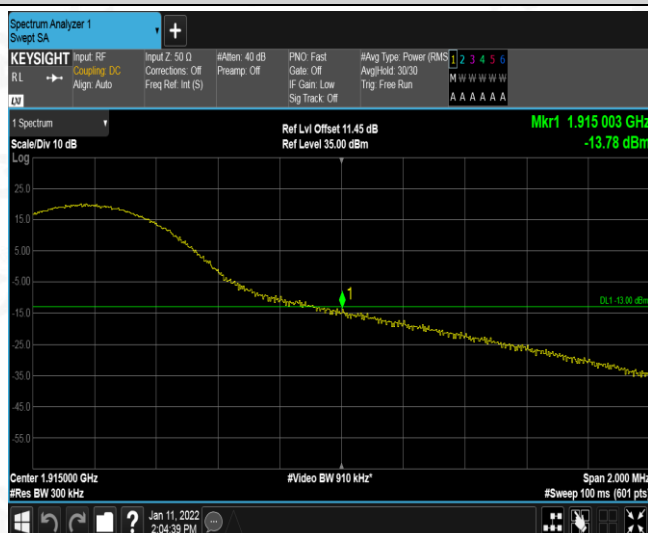 Spectrum Analyzer 1
Swept SA
▼
+
KEYSIGHT
RL
LXI
Input: RF
Coupling: DC
Align: Auto
Input Z: 50 Ω
Corrections: Off
Freq Ref: Int (S)
#Atten: 40 dB
Preamp: Off
PNO: Fast
Gate: Off
IF Gain: Low
Sig Track: Off
#Avg Type: Power (RMS
Avg|Hold: 30/30
Trig: Free Run
1 2 3 4 5 6
M W W W W W
A A A A A A
1 Spectrum ▼
Scale/Div 10 dB
Ref Lvl Offset 11.45 dB
Ref Level 35.00 dBm
Mkr1 1.915 003 GHz
-13.78 dBm
Log
25.0
15.0
5.00
-5.00
-15.0
-25.0
-35.0
-45.0
-55.0
1
DL1 -13.00 dBm
Center 1.915000 GHz
#Res BW 300 kHz
#Video BW 910 kHz*
Span 2.000 MHz
#Sweep 100 ms (601 pts)
?
Jan 11, 2022
2:04:39 PM